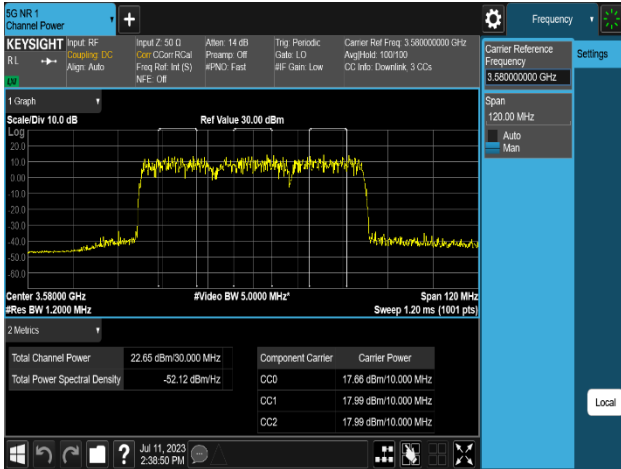 5G NR 1
Channel Power
Frequency
KEYSIGHT
RL
LXI
Input: RF
Coupling: DC
Align: Auto
Input Z: 50 Ω
Corr CCorr RCal
Freq Ref: Int (S)
NFE: Off
Atten: 14 dB
Preamp: Off
#PNO: Fast
Trig: Periodic
Gate: LO
#IF Gain: Low
Carrier Ref Freq: 3.580000000 GHz
Avg|Hold: 100/100
CC Info: Downlink, 3 CCs
Carrier Reference
Frequency
3.580000000 GHz
Settings
Span
120.00 MHz
Auto
Man
1 Graph
Scale/Div 10.0 dB
Ref Value 30.00 dBm
Log
20.0
10.0
0.00
-10.0
-20.0
-30.0
-40.0
-50.0
-60.0
Center 3.58000 GHz
#Video BW 5.0000 MHz*
Span 120 MHz
#Res BW 1.2000 MHz
Sweep 1.20 ms (1001 pts)
2 Metrics
Total Channel Power 22.65 dBm/30.000 MHz
Total Power Spectral Density -52.12 dBm/Hz
Component Carrier Carrier Power
CC0 17.66 dBm/10.000 MHz
CC1 17.99 dBm/10.000 MHz
CC2 17.99 dBm/10.000 MHz
Local
Jul 11, 2023
2:38:50 PM